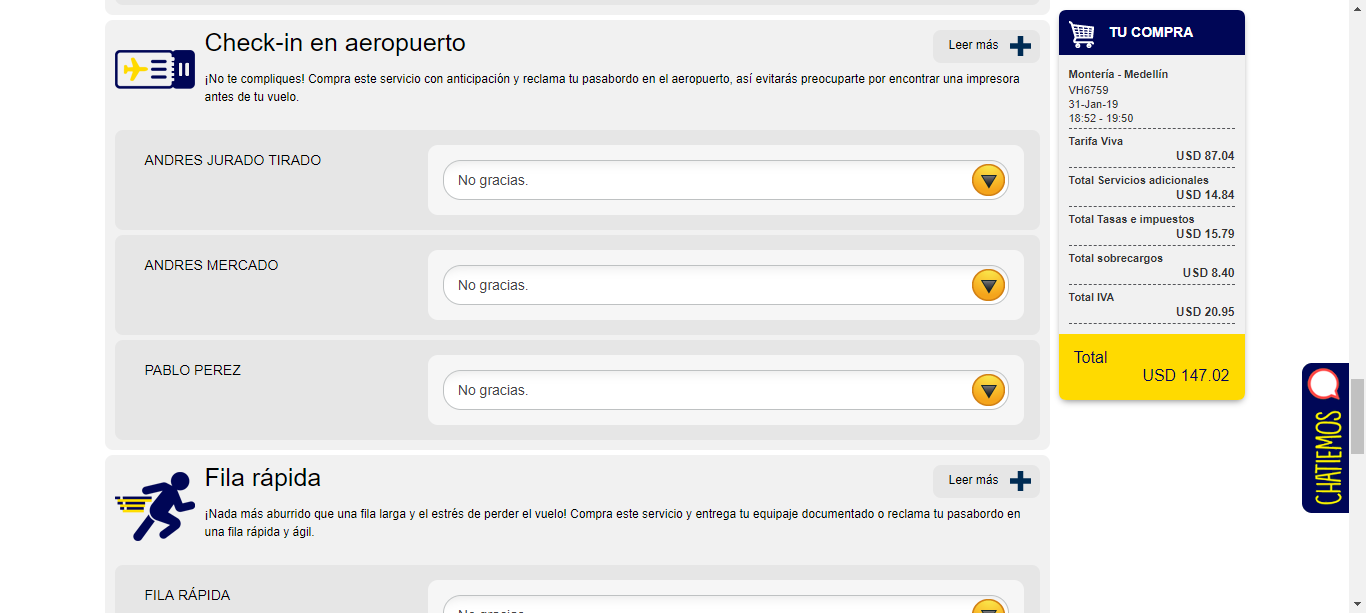 Check-in en aeropuerto
Leer más
¡No te compliques! Compra este servicio con anticipación y reclama tu pasabordo en el aeropuerto, así evitarás preocuparte por encontrar una impresora
antes de tu vuelo.
ANDRES JURADO TIRADO
No gracias.
ANDRES MERCADO
No gracias.
PABLO PEREZ
No gracias.
Fila rápida
Leer más
¡Nada más aburrido que una fila larga y el estrés de perder el vuelo! Compra este servicio y entrega tu equipaje documentado o reclama tu pasabordo en
una fila rápida y ágil.
FILA RÁPIDA
No gracias.
TU COMPRA
Montería - Medellín
VH6759
31-Jan-19
18:52 - 19:50
Tarifa Viva
USD 87.04
Total Servicios adicionales
USD 14.84
Total Tasas e impuestos
USD 15.79
Total sobrecargos
USD 8.40
Total IVA
USD 20.95
Total
USD 147.02
CHATIEMOS